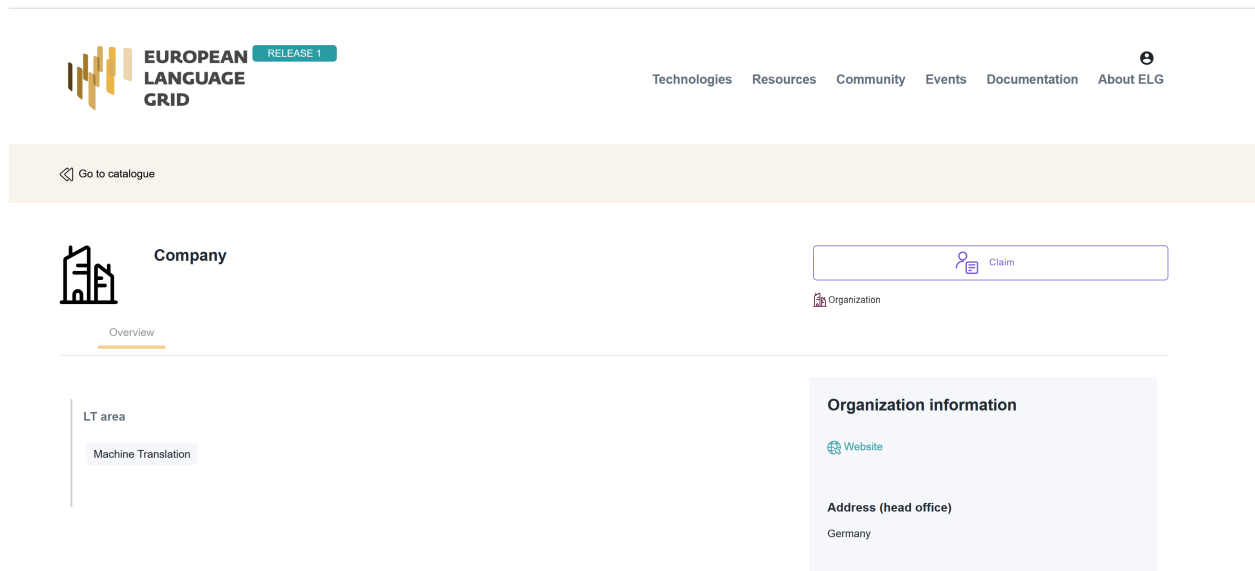 EUROPEAN
LANGUAGE
GRID
RELEASE 1
Technologies Resources Community Events Documentation About ELG
Go to catalogue
Company
Claim
Organization
Overview
LT area
Machine Translation
Organization information
Website
Address (head office)
Germany